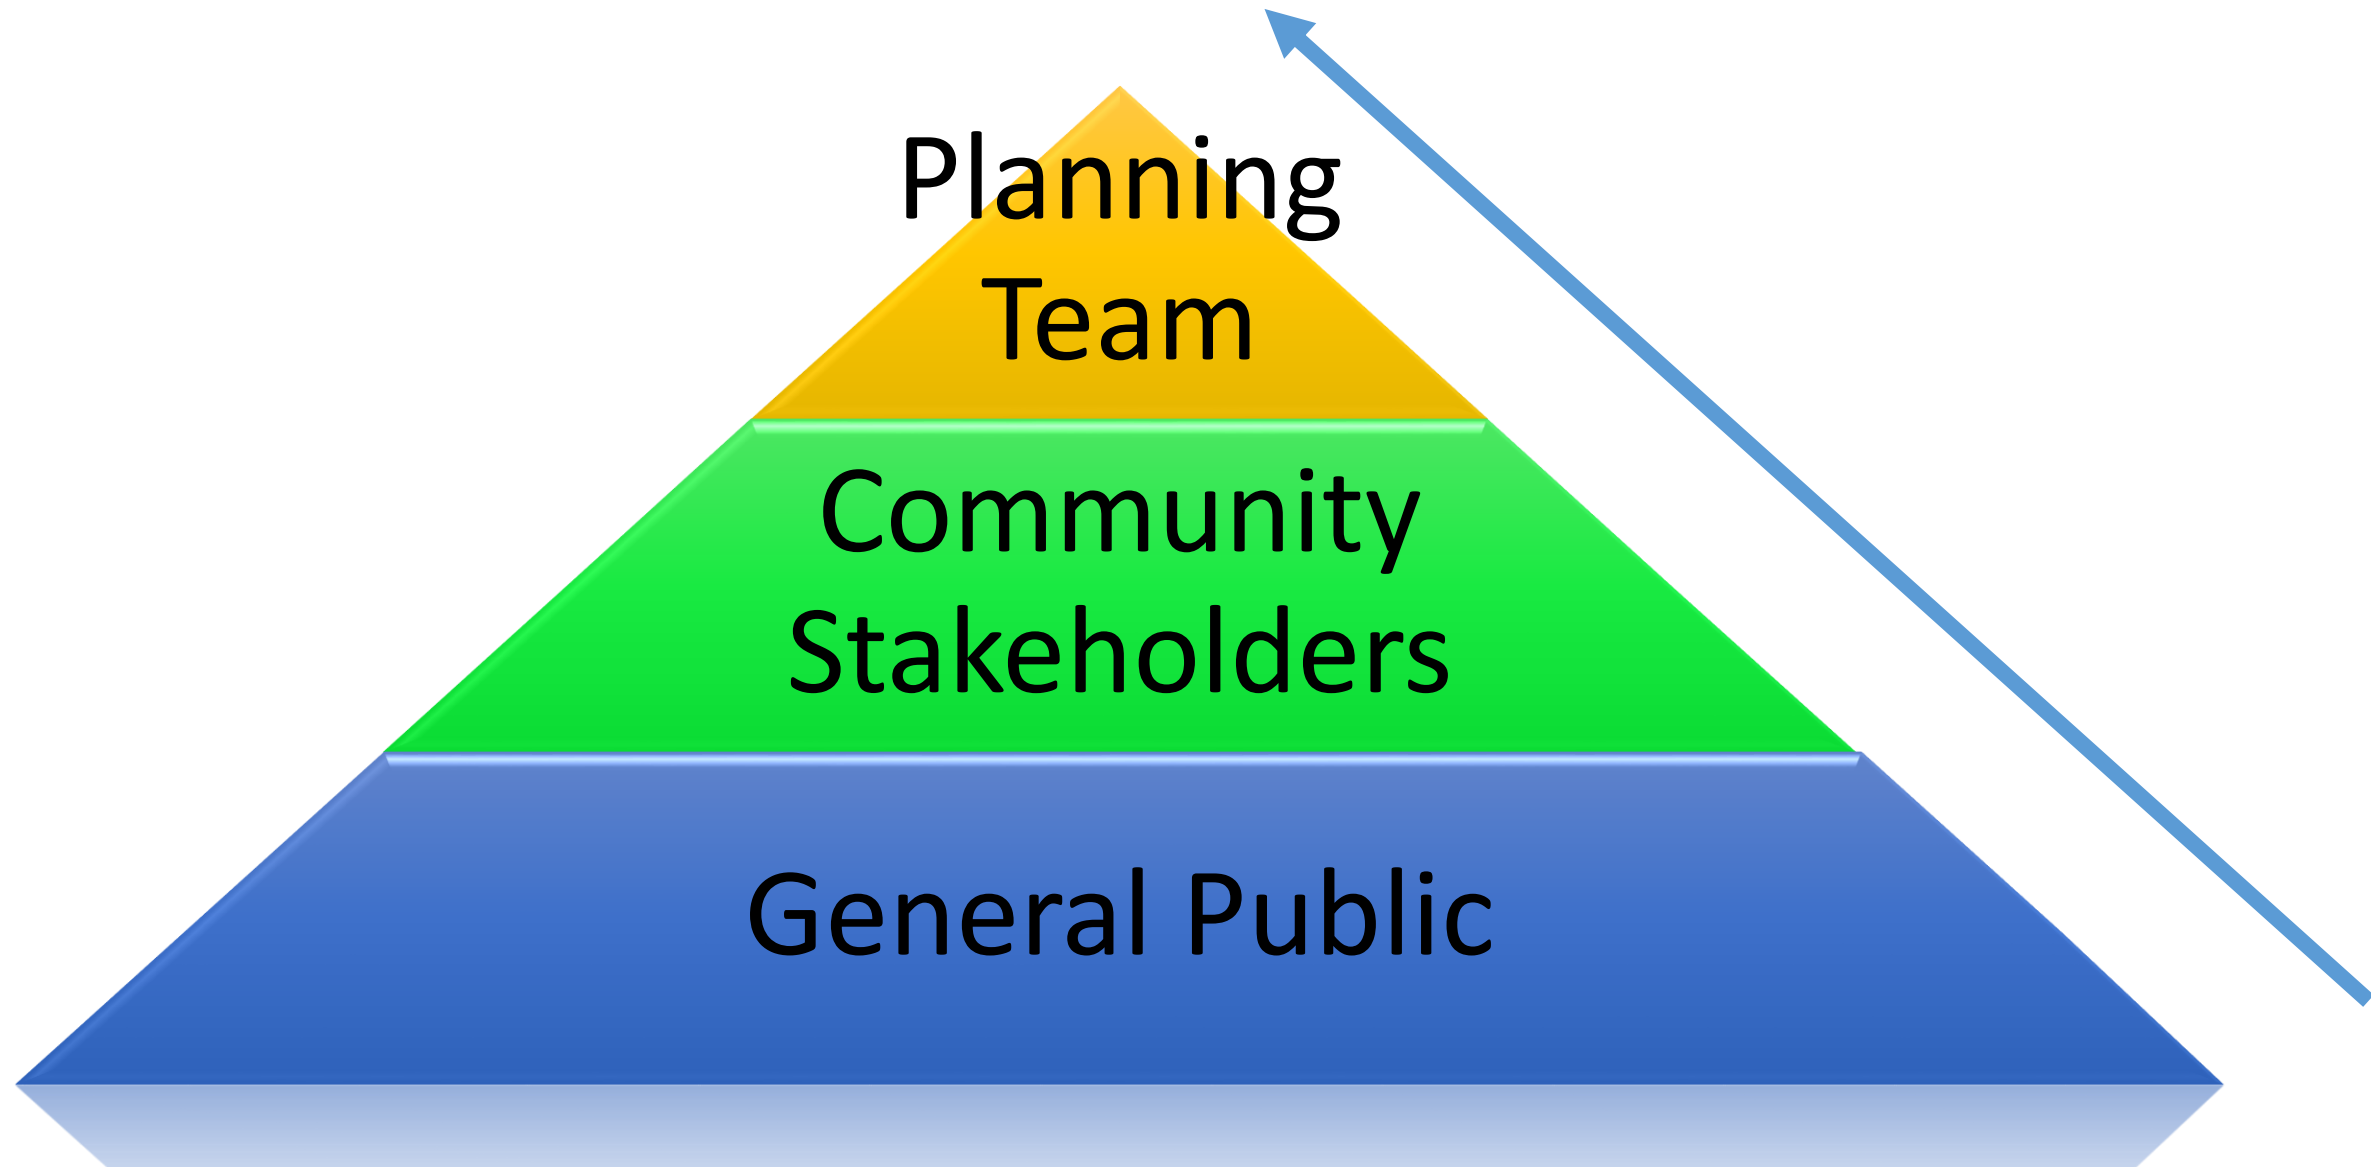 Planning
Team
Community
Stakeholders
General Public